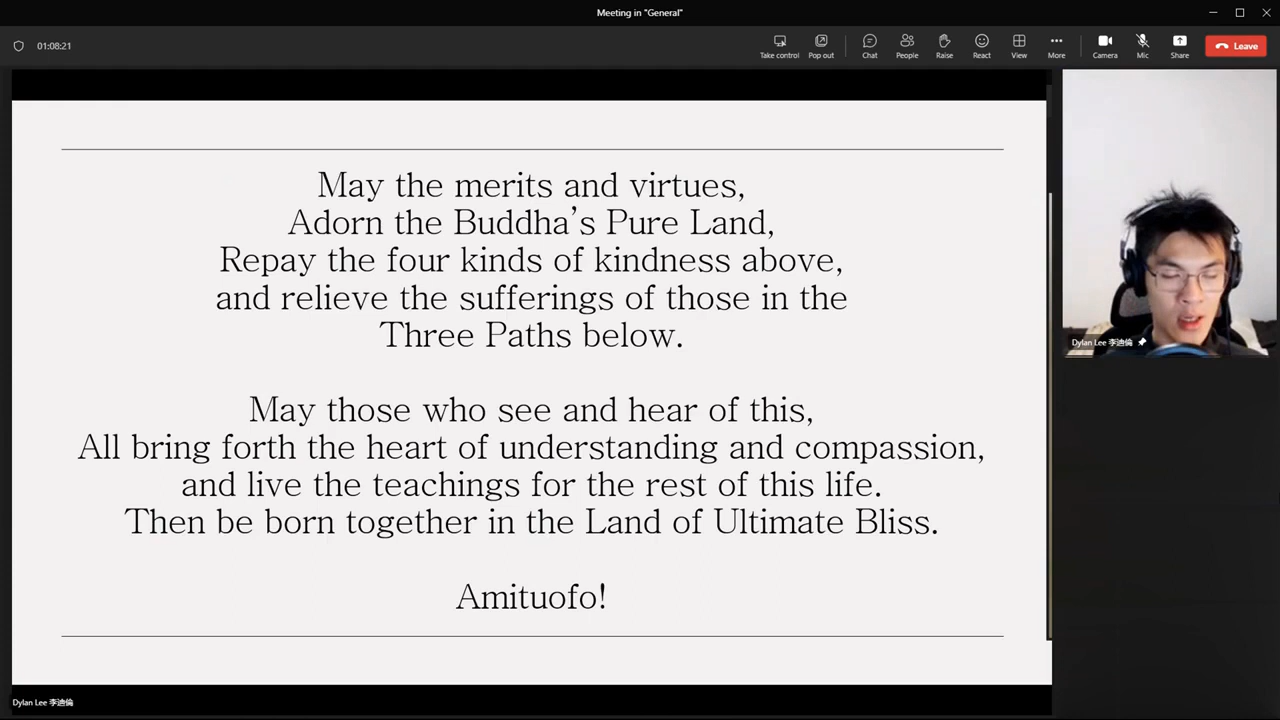 Meeting in "General"
01:08:21
Take control
Pop out
Chat
People
Raise
React
View
More
Camera
Mic
Share
Leave
May the merits and virtues,
Adorn the Buddha's Pure Land,
Repay the four kinds of kindness above,
and relieve the sufferings of those in the
Three Paths below.
May those who see and hear of this,
All bring forth the heart of understanding and compassion,
and live the teachings for the rest of this life.
Then be born together in the Land of Ultimate Bliss.
Amituofo!
Dylan Lee 李迪倫
Dylan Lee 李迪倫